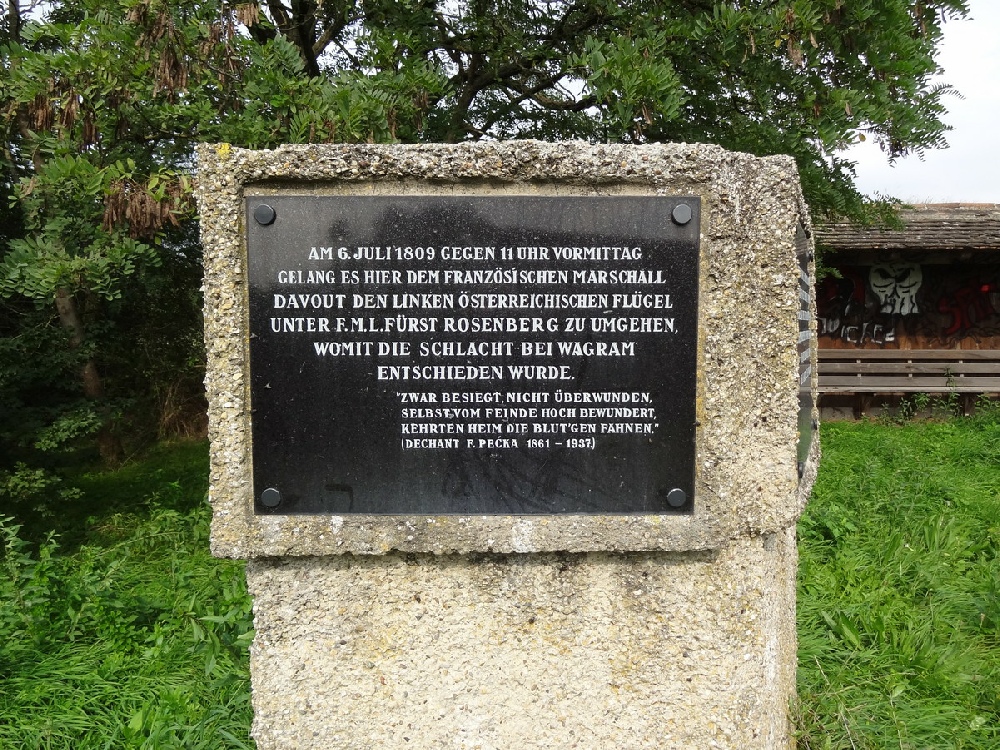 AM 6. JULI 1809 GEGEN 11 UHR VORMITTAG
GELANG ES HIER DEM FRANZÖSISCHEN MARSCHALL
DAVOUT DEN LINKEN ÖSTERREICHISCHEN FLÜGEL
UNTER F.M.L. FÜRST ROSENBERG ZU UMGEHEN,
WOMIT DIE SCHLACHT BEI WAGRAM
ENTSCHIEDEN WURDE.
"ZWAR BESIEGT, NICHT ÜBERWUNDEN,
SELBST VOM FEINDE HOCH BEWUNDERT,
KEHRTEN HEIM DIE BLUT'GEN FAHNEN."
(DECHANT F. PEČKA 1861 - 1937)